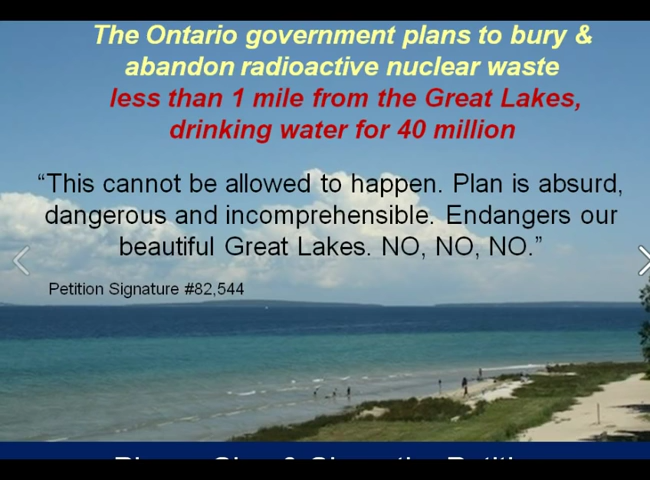 The Ontario government plans to bury &
abandon radioactive nuclear waste
less than 1 mile from the Great Lakes,
drinking water for 40 million
“This cannot be allowed to happen. Plan is absurd,
dangerous and incomprehensible. Endangers our
beautiful Great Lakes. NO, NO, NO.”
Petition Signature #82,544